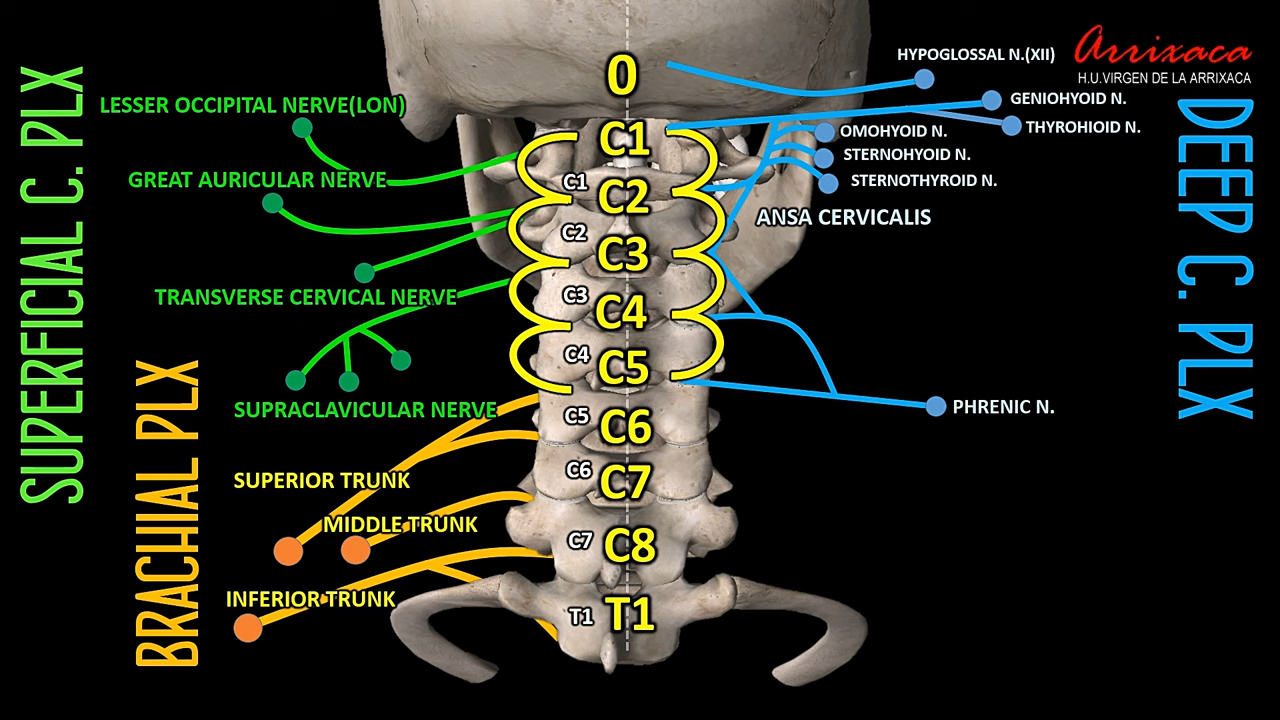 SUPERFICIAL C. PLX
BRACHIAL PLX
LESSER OCCIPITAL NERVE(LON)
GREAT AURICULAR NERVE
TRANSVERSE CERVICAL NERVE
SUPRACLAVICULAR NERVE
SUPERIOR TRUNK
MIDDLE TRUNK
INFERIOR TRUNK
C1
C2
C3
C4
C5
C6
C7
T1
0
C1
C2
C3
C4
C5
C6
C7
C8
T1
HYPOGLOSSAL N.(XII)
GENIOHYOID N.
THYROHIOID N.
OMOHYOID N.
STERNOHYOID N.
STERNOTHYROID N.
ANSA CERVICALIS
PHRENIC N.
Arrixaca
H.U.VIRGEN DE LA ARRIXACA
DEEP C. PLX